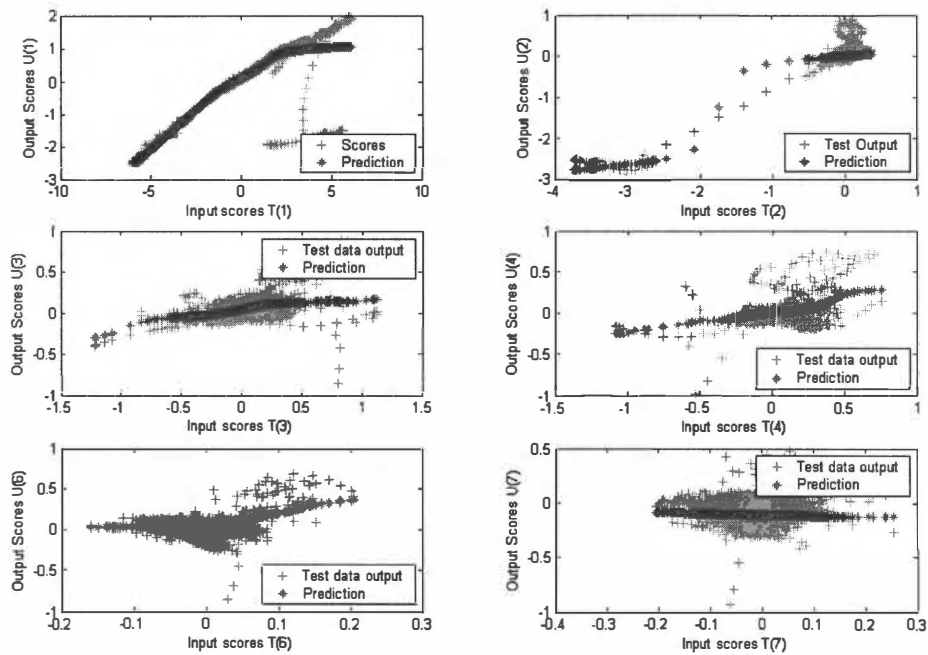 Output Scores U(1)
2
1
0
-1
-2
-3
Scores
Prediction
-10
-5
0
5
10
Input scores T(1)
Output Scores U(2)
1
0
-1
-2
-3
Test Output
Prediction
-4
-3
-2
-1
0
1
Input scores T(2)
Output Scores U(3)
1
0.5
0
-0.5
-1
Test data output
Prediction
-1.5
-1
-0.5
0
0.5
1
1.5
Input scores T(3)
Output Scores U(4)
1
0.5
0
-0.5
-1
Test data output
Prediction
-1.5
-1
-0.5
0
0.5
1
Input scores T(4)
Output Scores U(6)
1
0.5
0
-0.5
-1
Test data output
Prediction
-0.2
-0.1
0
0.1
0.2
0.3
Input scores T(6)
Output Scores U(7)
0.5
0
-0.5
-1
Test data output
Prediction
-0.3
-0.2
-0.1
0
0.1
0.2
0.3
Input scores T(7)